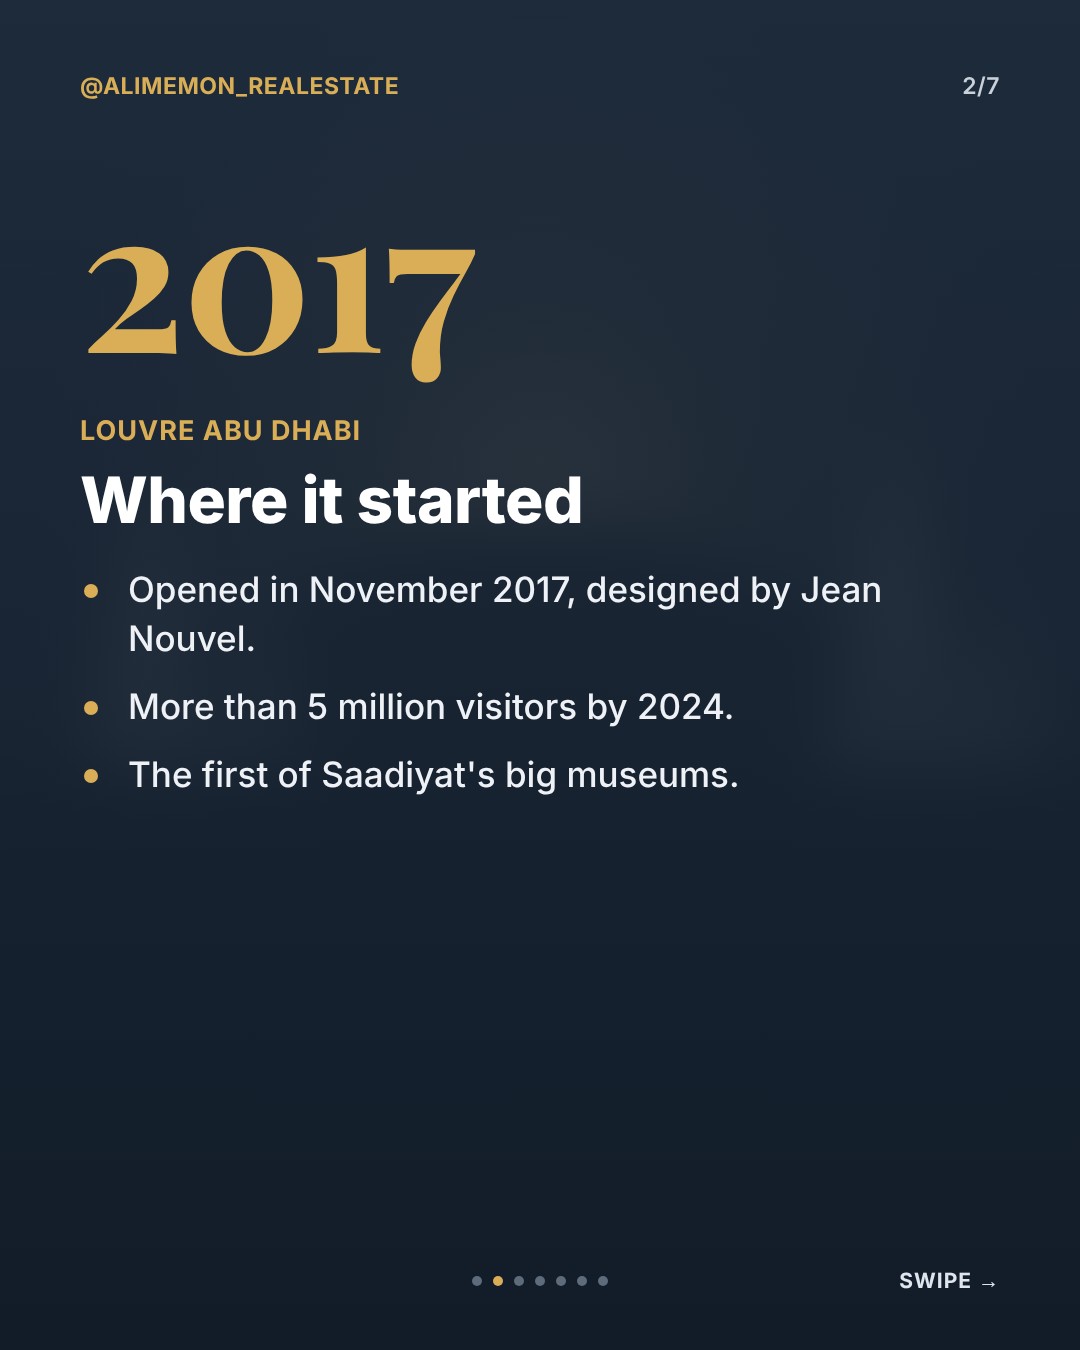 @ALIMEMON_REALESTATE
2/7
2017
LOUVRE ABU DHABI
Where it started
Opened in November 2017, designed by Jean
Nouvel.
More than 5 million visitors by 2024.
The first of Saadiyat's big museums.
SWIPE →